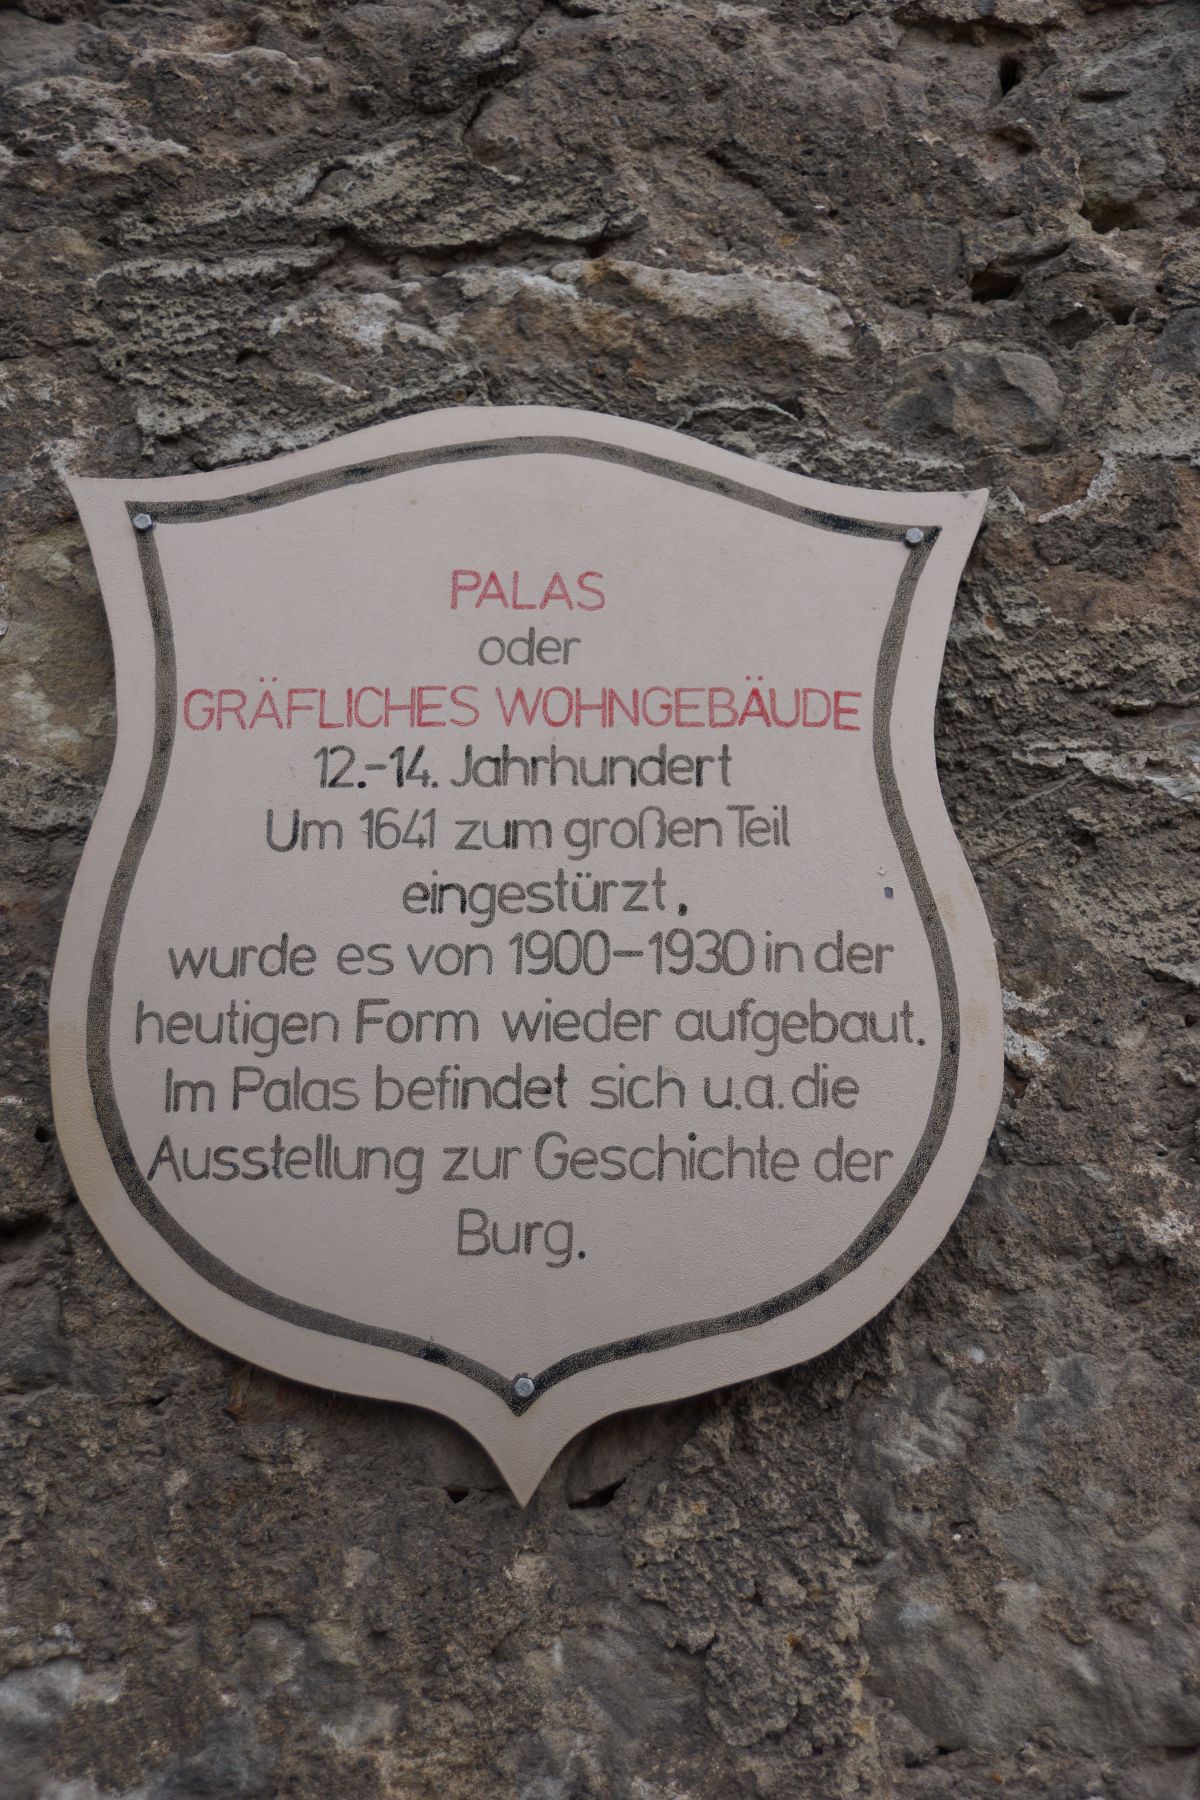 PALAS
oder
GRÄFLICHES WOHNGEBÄUDE
12.-14. Jahrhundert
Um 1641 zum großen Teil
eingestürzt,
wurde es von 1900-1930 in der
heutigen Form wieder aufgebaut.
Im Palas befindet sich u.a. die
Ausstellung zur Geschichte der
Burg.